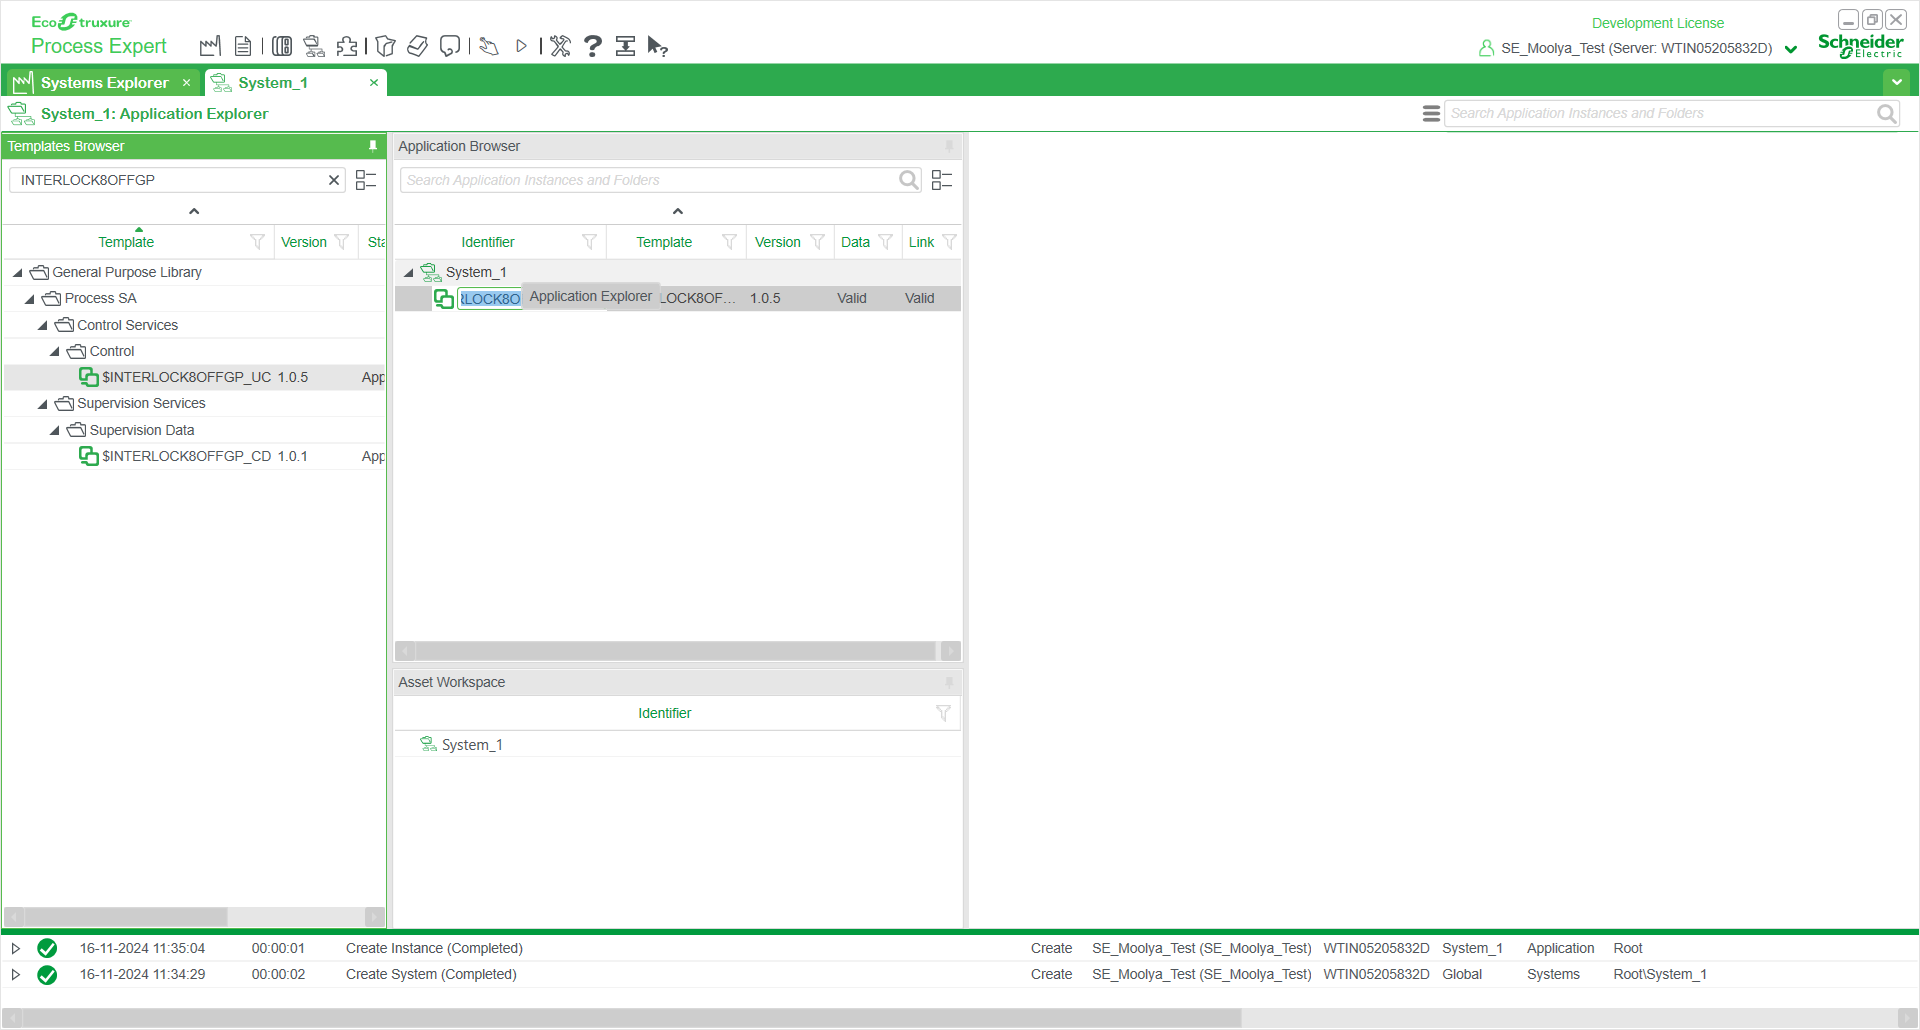 EcoStruxure
Process Expert
Development License
SE_Moolya_Test (Server: WTIN05205832D)
Schneider Electric
Systems Explorer
System_1
System_1: Application Explorer
Search Application Instances and Folders
Templates Browser
INTERLOCK8OFFGP
Template Version Sta
General Purpose Library
Process SA
Control Services
Control
$INTERLOCK8OFFGP_UC 1.0.5 App
Supervision Services
Supervision Data
$INTERLOCK8OFFGP_CD 1.0.1 App
Application Browser
Search Application Instances and Folders
Identifier Template Version Data Link
System_1
RLOCK8O Application Explorer LOCK8OF... 1.0.5 Valid Valid
Asset Workspace
Identifier
System_1
16-11-2024 11:35:04 00:00:01 Create Instance (Completed) Create SE_Moolya_Test (SE_Moolya_Test) WTIN05205832D System_1 Application Root
16-11-2024 11:34:29 00:00:02 Create System (Completed) Create SE_Moolya_Test (SE_Moolya_Test) WTIN05205832D Global Systems Root\System_1